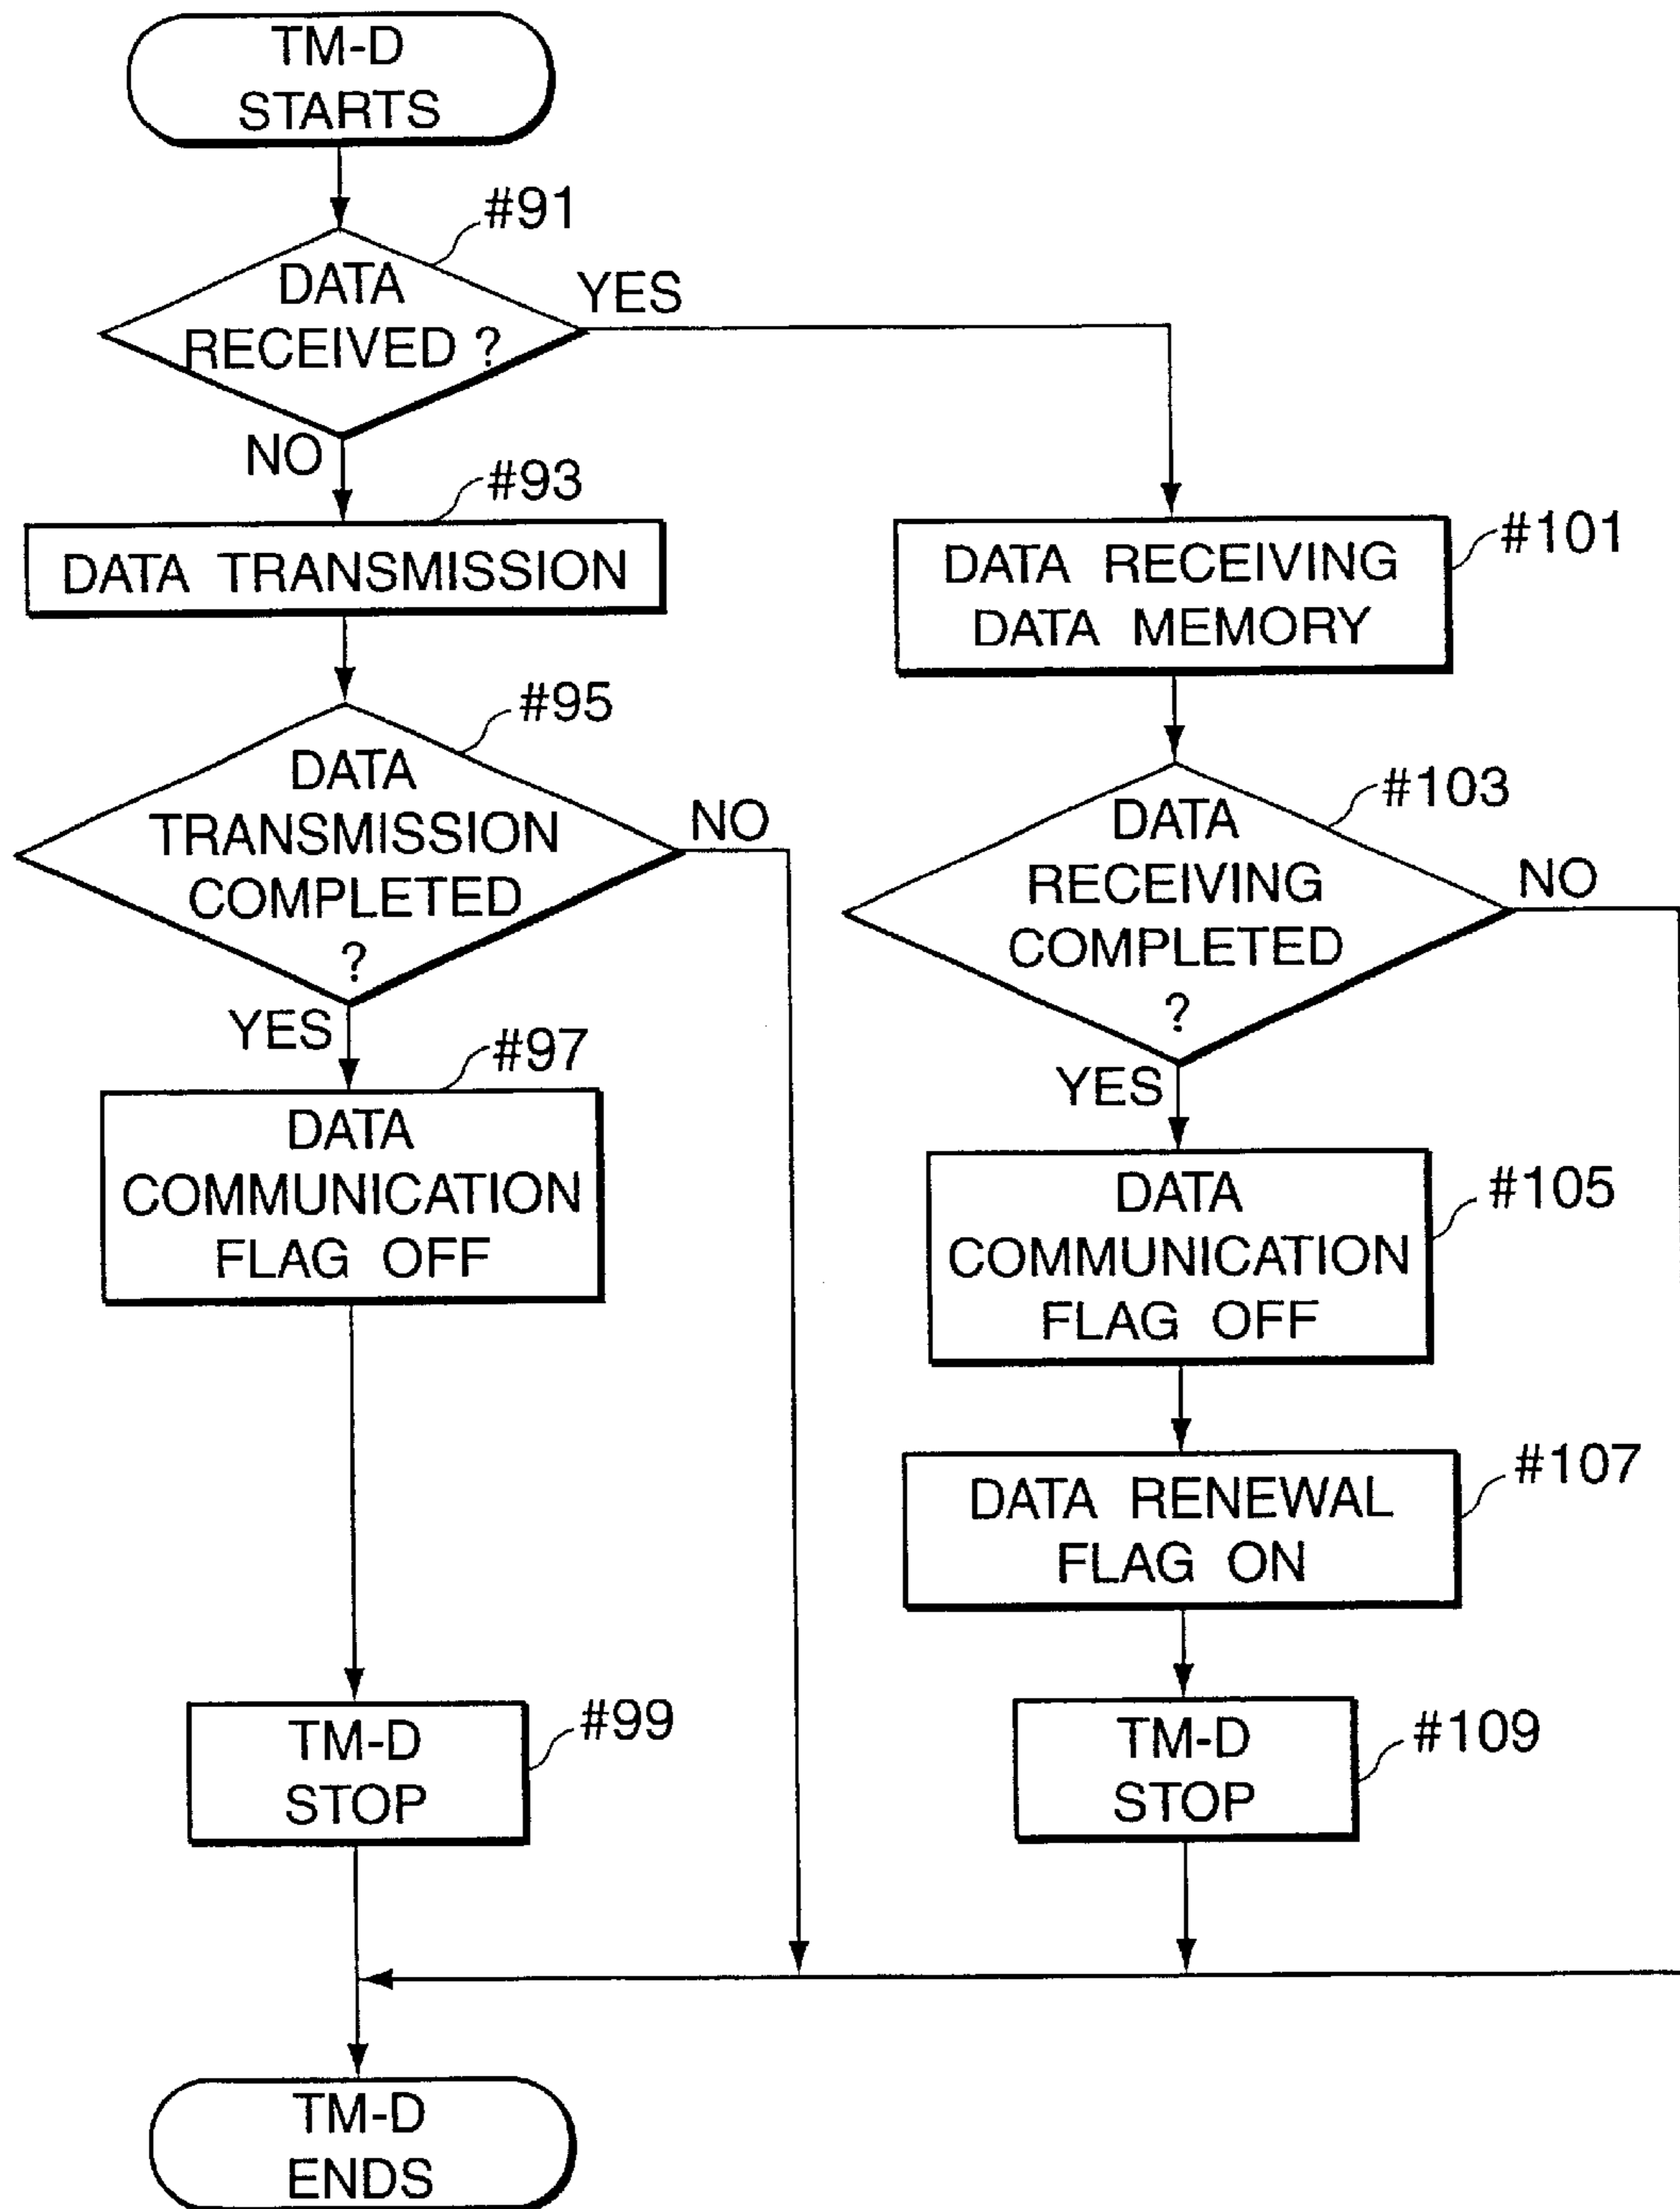 TM-D
STARTS
#91
DATA
RECEIVED ?
YES
NO
#93
DATA TRANSMISSION
#95
DATA
TRANSMISSION
COMPLETED
?
NO
YES
#97
DATA
COMMUNICATION
FLAG OFF
#99
TM-D
STOP
#101
DATA RECEIVING
DATA MEMORY
#103
DATA
RECEIVING
COMPLETED
?
NO
YES
#105
DATA
COMMUNICATION
FLAG OFF
#107
DATA RENEWAL
FLAG ON
#109
TM-D
STOP
TM-D
ENDS